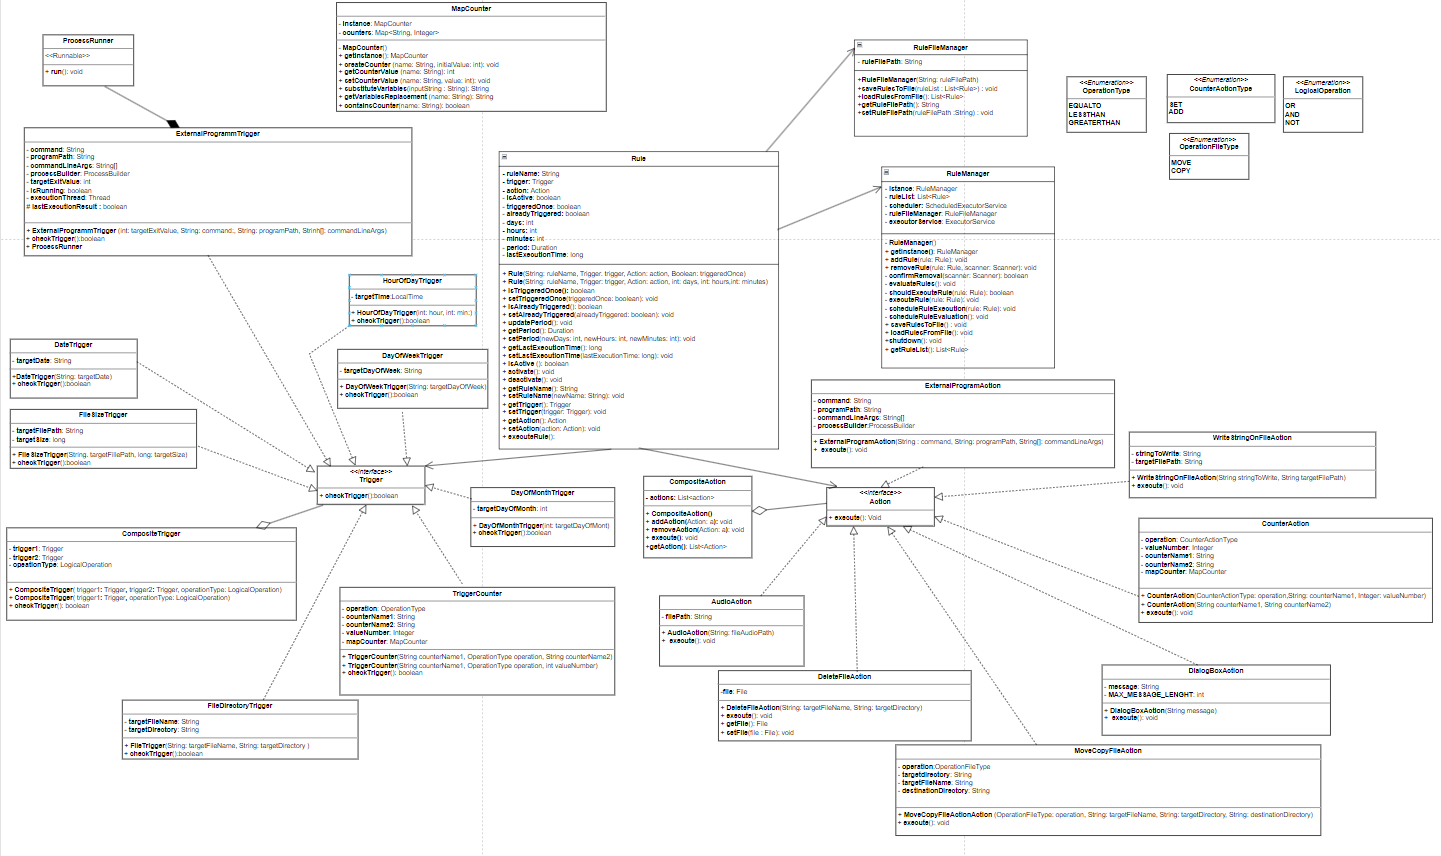 MapCounter
- Instance: MapCounter
- counters: Map<String, Integer>
- MapCounter()
+ getInstance(): MapCounter
+ createCounter (name: String, initialValue: int): void
+ getCounterValue (name: String): int
+ setCounterValue (name: String, value: int): void
+ substituteVariables(inputString : String): String
+ getVariablesReplacement (name: String): String
+ containsCounter(name: String): boolean
ProcessRunner
<<Runnable>>
+ run(): void
ExternalProgrammTrigger
- command: String
- programPath: String
- commandLineArgs: String[]
- processBuilder: ProcessBuilder
- targetExitValue: int
- isRunning: boolean
- executionThread: Thread
# lastExecutionResult : boolean
+ ExternalProgrammTrigger (int: targetExitValue, String: command:, String: programPath, Strinh[]: commandLineArgs)
+ checkTrigger():boolean
+ ProcessRunner
RuleFileManager
- ruleFilePath: String
+RuleFileManager(String: ruleFilePath)
+saveRulesToFile(ruleList : List<Rule>) : void
+loadRulesFromFile(): List<Rule>
+getRuleFilePath(): String
+setRuleFilePath(ruleFilePath :String) : void
<<Enumeration>>
OperationType
EQUALTO
LESSTHAN
GREATERTHAN
<<Enumeration>>
CounterActionType
SET
ADD
<<Enumeration>>
LogicalOperation
OR
AND
NOT
<<Enumeration>>
OperationFileType
MOVE
COPY
Rule
- ruleName: String
- trigger: Trigger
- action: Action
- isActive: boolean
- triggeredOnce: boolean
- alreadyTriggered: boolean
- days: int
- hours: int
- minutes: int
- period: Duration
- lastExecutionTime: long
+ Rule(String: ruleName, Trigger: trigger, Action: action, Boolean: triggeredOnce)
+ Rule(String: ruleName, Trigger: trigger, Action: action, int: days, int: hours,int: minutes)
+ isTriggeredOnce(): boolean
+ setTriggeredOnce(triggeredOnce: boolean): void
+ isAlreadyTriggered(): boolean
+ setAlreadyTriggered(alreadyTriggered: boolean): void
+ updatePeriod(): void
+ getPeriod(): Duration
+ setPeriod(newDays: int, newHours: int, newMinutes: int): void
+ getLastExecutionTime(): long
+ setLastExecutionTime(lastExecutionTime: long): void
+ isActive (): boolean
+ activate(): void
+ deactivate(): void
+ getRuleName(): String
+ setRuleName(newName: String): void
+ getTrigger(): Trigger
+ setTrigger(trigger: Trigger): void
+ getAction(): Action
+ setAction(action: Action): void
+ executeRule():
RuleManager
- istance: RuleManager
- ruleList: List<Rule>
- scheduler: ScheduledExecutorService
- ruleFileManager: RuleFileManager
- executorService: ExecutorService
- RuleManager()
+ getInstance(): RuleManager
+ addRule(rule: Rule): void
+ removeRule(rule: Rule, scanner: Scanner): void
- confirmRemoval(scanner: Scanner): boolean
- evaluateRules(): void
- shouldExecuteRule(rule: Rule): boolean
- executeRule(rule: Rule): void
- scheduleRuleExecution(rule: Rule): void
- scheduleRuleEvaluation(): void
+ saveRulesToFile() : void
+ loadRulesFromFile(): void
+shutdown(): void
+ getRuleList(): List<Rule>
HourOfDayTrigger
- targetTime:LocalTime
+ HourOfDayTrigger(int: hour, int: min:)
+ checkTrigger():boolean
DateTrigger
- targetDate: String
+DateTrigger(String: targetDate)
+ checkTrigger():boolean
DayOfWeekTrigger
- targetDayOfWeek: String
+ DayOfWeekTrigger(String: targetDayOfWeek)
+ checkTrigger():boolean
FileSizeTrigger
- targetFilePath: String
- targetSize: long
+ FileSizeTrigger(String: targetFilePath, long: targetSize)
+ checkTrigger():boolean
<<Interface>>
Trigger
+ checkTrigger():boolean
DayOfMonthTrigger
- targetDayOfMonth: int
+ DayOfMonthTrigger(int: targetDayOfMont)
+ checkTrigger():boolean
CompositeTrigger
- trigger1: Trigger
- trigger2: Trigger
- opeationType: LogicalOperation
+ CompositeTrigger( trigger1: Trigger, trigger2: Trigger, operationType: LogicalOperation)
+ CompositeTrigger( trigger1: Trigger, operationType: LogicalOperation)
+ checkTrigger(): boolean
TriggerCounter
- operation: OperationType
- counterName1: String
- counterName2: String
- valueNumber: Integer
- mapCounter: MapCounter
+ TriggerCounter(String counterName1, OperationType operation, String counterName2)
+ TriggerCounter(String counterName1, OperationType operation, int valueNumber)
+ checkTrigger(): boolean
FileDirectoryTrigger
- targetFileName: String
- targetDirectory: String
+ FileTrigger(String: targetFileName, String: targetDirectory )
+ checkTrigger():boolean
ExternalProgramAction
- command: String
- programPath: String
- commandLineArgs: String[]
- processBuilder:ProcessBuilder
+ ExternalProgramAction(String : command, String: programPath, String[]: commandLineArgs)
+ execute(): void
WriteStringOnFileAction
- stringToWrite: String
- targetFilePath: String
+ WriteStringOnFileAction(String stringToWrite, String targetFilePath)
+ execute(): void
CompositeAction
- actions: List<action>
+ CompositeAction()
+ addAction(Action: a): void
+ removeAction(Action: a): void
+ execute(): void
+getAction(): List<Action>
<<Interface>>
Action
+ execute(): Void
CounterAction
- operation: CounterActionType
- valueNumber: Integer
- counterName1: String
- counterName2: String
- mapCounter: MapCounter
+ CounterAction(CounterActionType: operation,String: counterName1, Integer: valueNumber)
+ CounterAction(String counterName1, String counterName2)
+ execute(): void
AudioAction
- filePath: String
+ AudioAction(String: fileAudioPath)
+ execute(): void
DeleteFileAction
-file: File
+ DeleteFileAction(String: targetFileName, String: targetDirectory)
+ execute(): void
+ getFile(): File
+ setFile(file : File): void
DialogBoxAction
- message: String
- MAX_MESSAGE_LENGHT: int
+ DialogBoxAction(String message)
+ execute(): void
MoveCopyFileAction
- operation:OperationFileType
- targetdirectory: String
- targetFileName: String
- destinationDirectory: String
+ MoveCopyFileActionAction (OperationFileType: operation, String: targetFileName, String: targetDirectory, String: destinationDirectory)
+ execute(): void